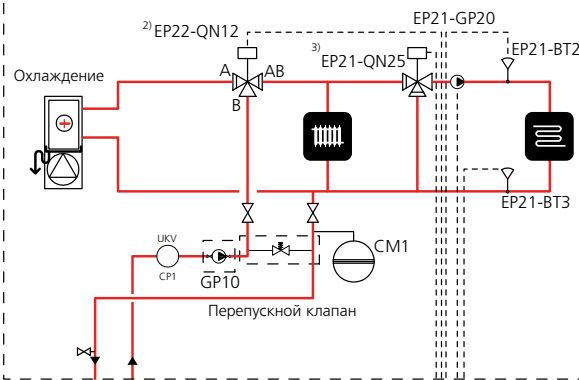 2) EP22-QN12
EP21-GP20
3) EP21-QN25
EP21-BT2
Охлаждение
A
AB
B
EP21-BT3
UKV
CP1
GP10
CM1
Перепускной клапан